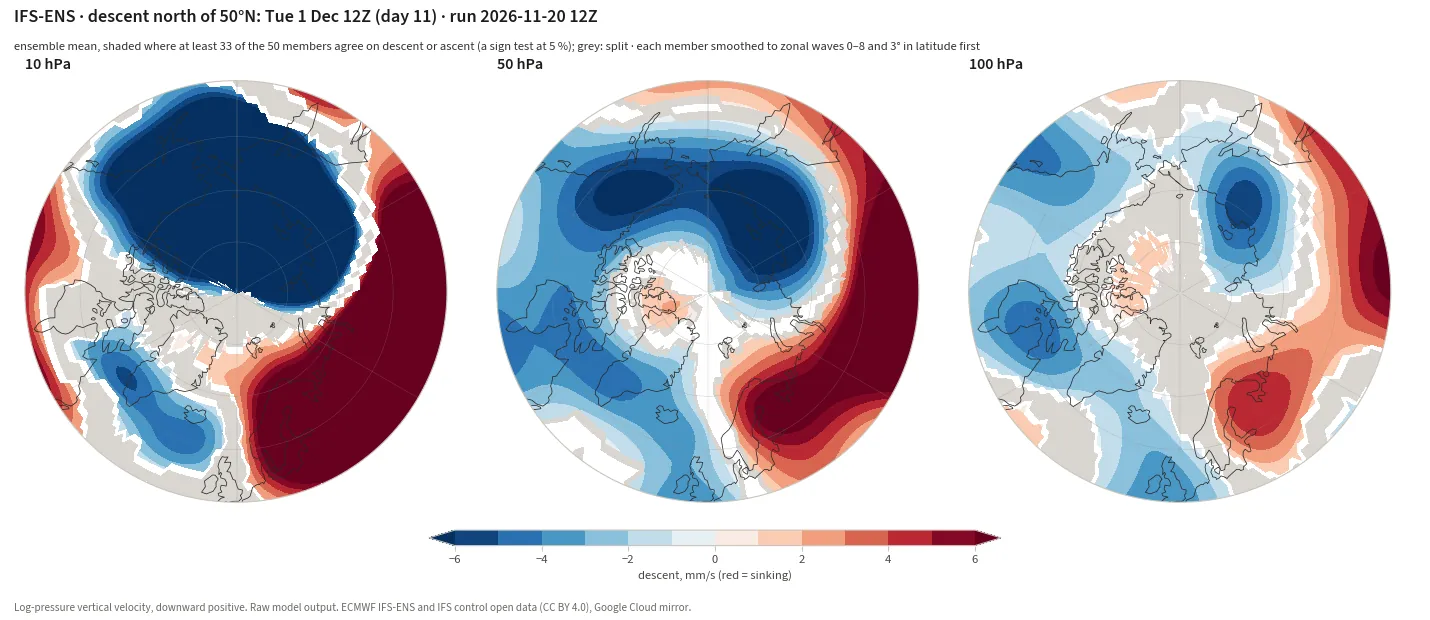 IFS-ENS · descent north of 50°N: Tue 1 Dec 12Z (day 11) · run 2026-11-20 12Z
ensemble mean, shaded where at least 33 of the 50 members agree on descent or ascent (a sign test at 5 %); grey: split · each member smoothed to zonal waves 0–8 and 3° in latitude first
10 hPa
50 hPa
100 hPa
−6 −4 −2 0 2 4 6
descent, mm/s (red = sinking)
Log-pressure vertical velocity, downward positive. Raw model output. ECMWF IFS-ENS and IFS control open data (CC BY 4.0), Google Cloud mirror.